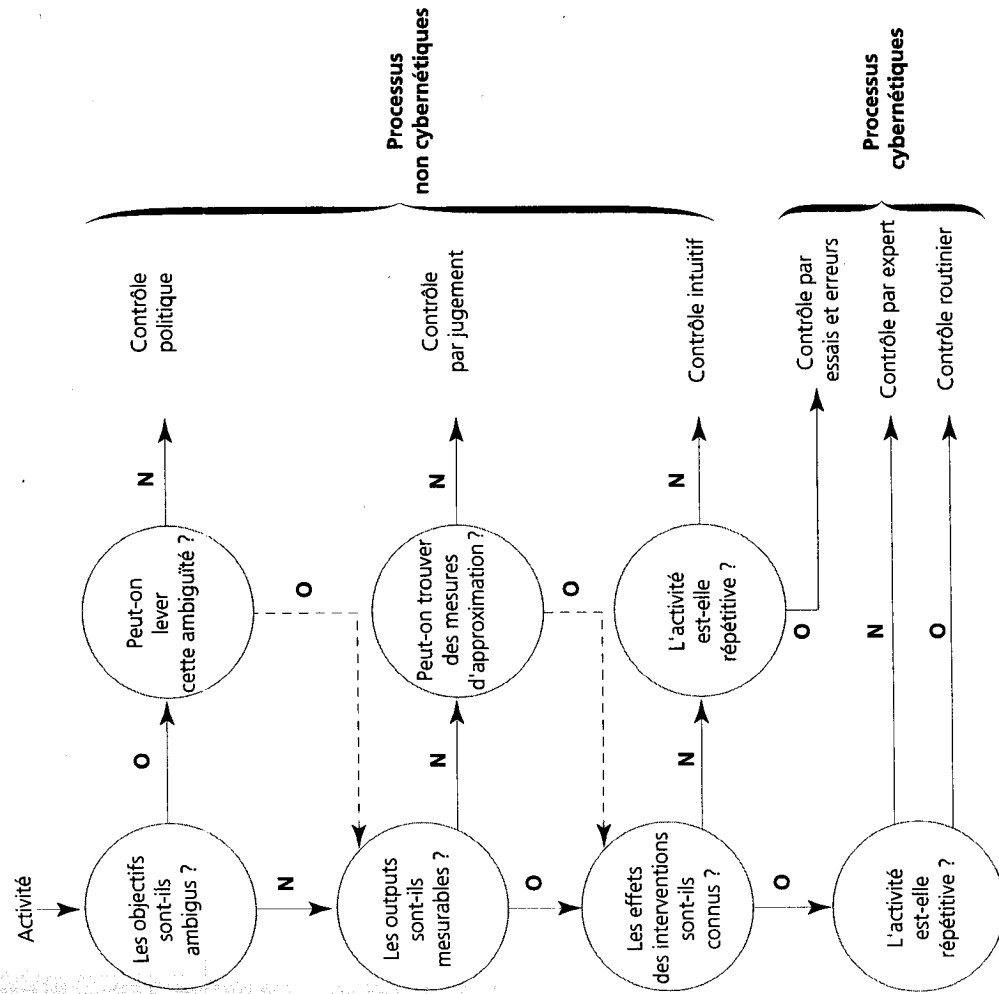 Activité
Les objectifs
sont-ils
ambigus ?
O
Peut-on
lever
cette ambiguïté ?
N
Contrôle
politique
N
O
Les outputs
sont-ils
mesurables ?
N
Peut-on trouver
des mesures
d'approximation ?
N
Contrôle
par jugement
O
O
Les effets
des interventions
sont-ils
connus ?
N
L'activité
est-elle
répétitive ?
N
Contrôle intuitif
Processus
non cybernétiques
O
O
Contrôle par
essais et erreurs
L'activité
est-elle
répétitive ?
N
Contrôle par expert
O
Contrôle routinier
Processus
cybernétiques